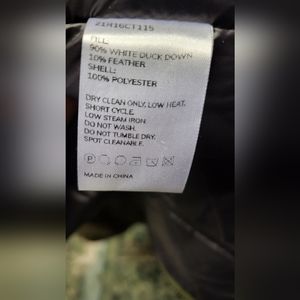 21W16CT115
FILL:
90% WHITE DUCK DOWN
10% FEATHER
SHELL:
100% POLYESTER
DRY CLEAN ONLY, LOW HEAT.
SHORT CYCLE.
LOW STEAM IRON.
DO NOT WASH.
DO NOT TUMBLE DRY.
SPOT CLEANABLE.
P
MADE IN CHINA